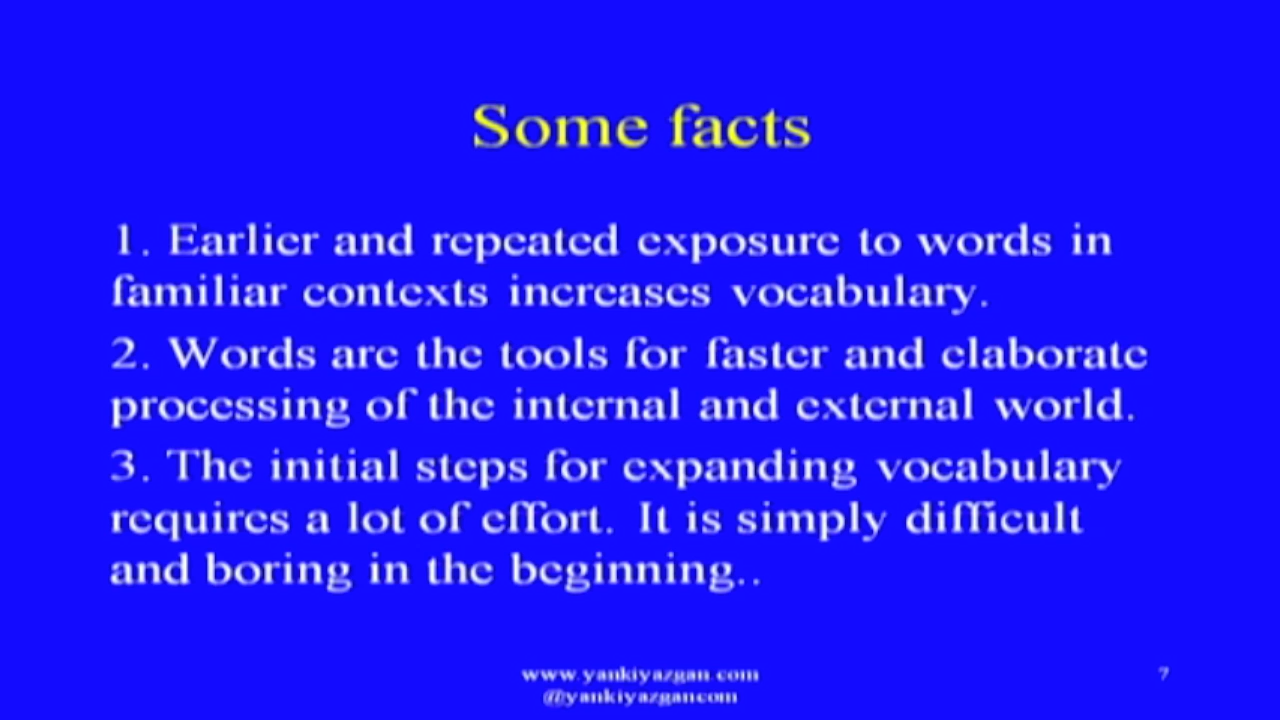 Some facts
1. Earlier and repeated exposure to words in
familiar contexts increases vocabulary.
2. Words are the tools for faster and elaborate
processing of the internal and external world.
3. The initial steps for expanding vocabulary
requires a lot of effort. It is simply difficult
and boring in the beginning..
www.yankiyazgan.com
@yankiyazgancom
7